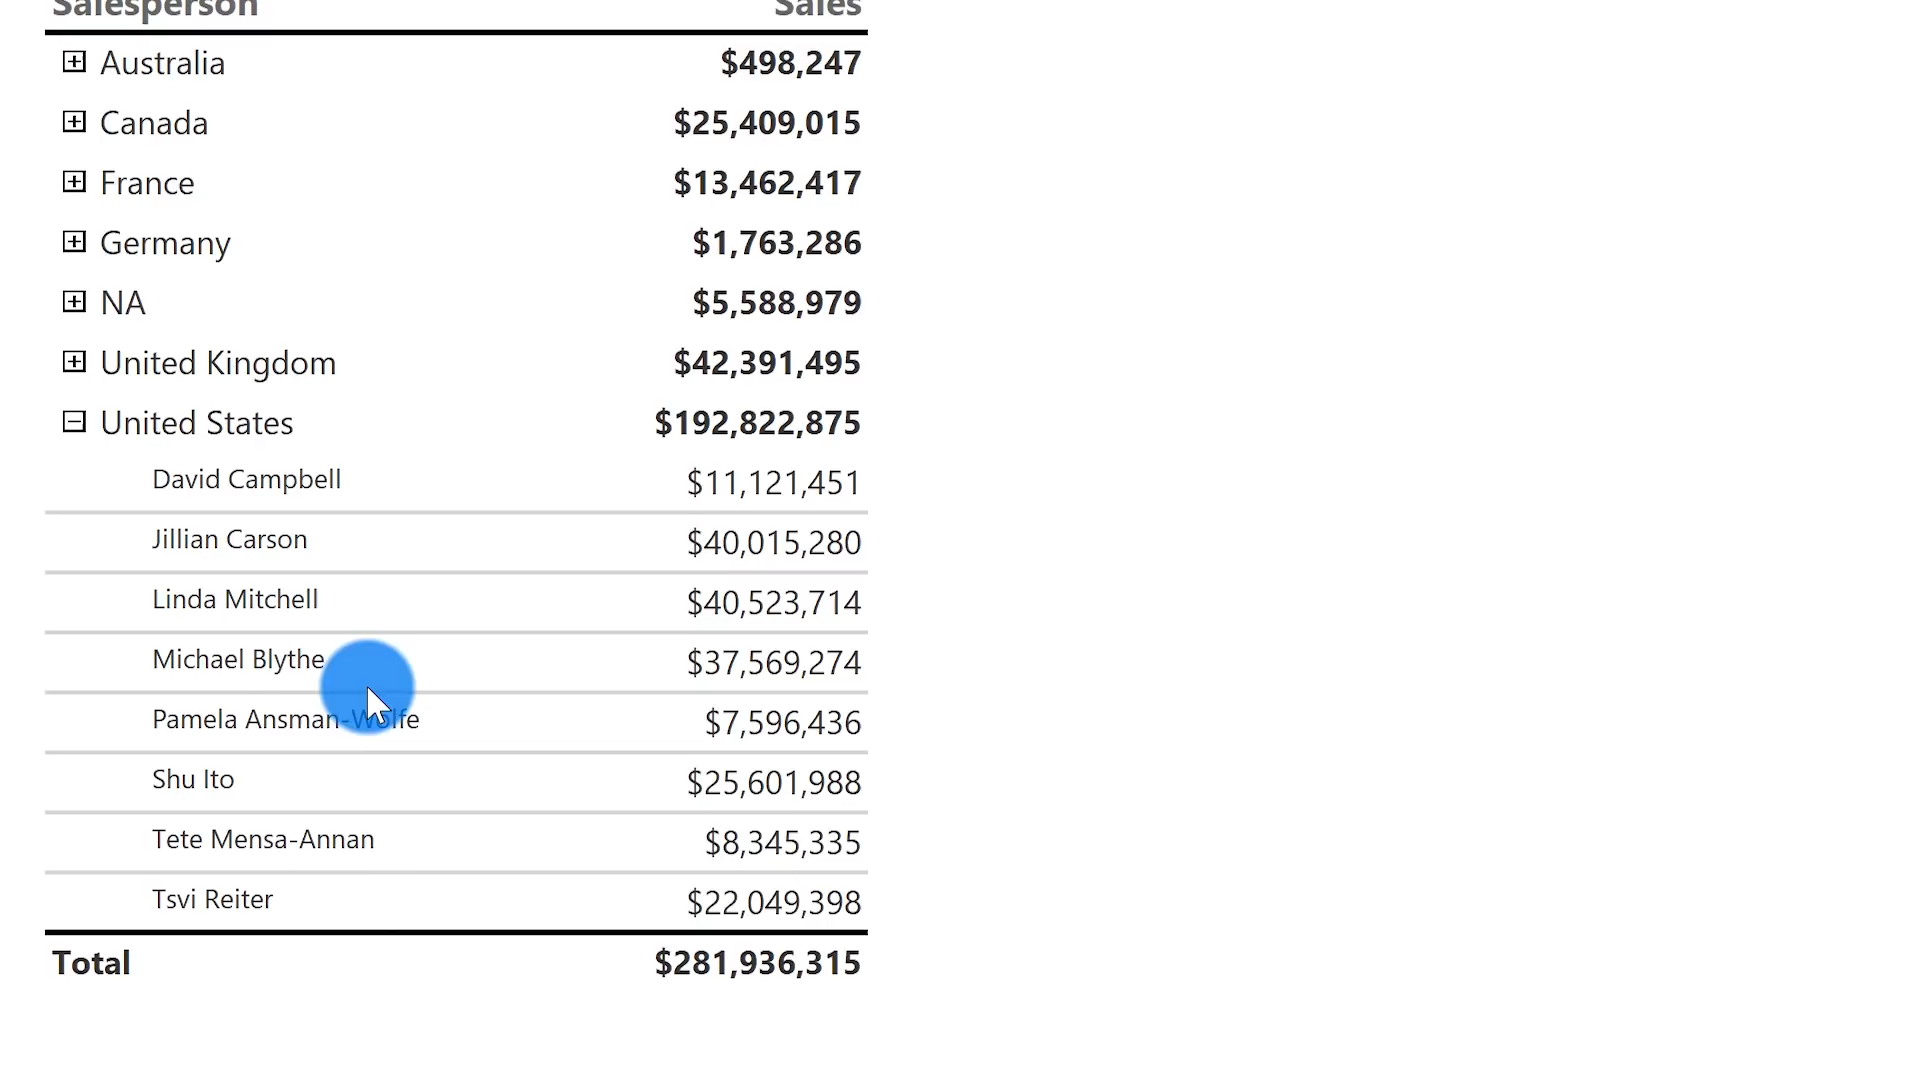 Salesperson Sales
Australia $498,247
Canada $25,409,015
France $13,462,417
Germany $1,763,286
NA $5,588,979
United Kingdom $42,391,495
United States $192,822,875
David Campbell $11,121,451
Jillian Carson $40,015,280
Linda Mitchell $40,523,714
Michael Blythe $37,569,274
Pamela Ansman-Wolfe $7,596,436
Shu Ito $25,601,988
Tete Mensa-Annan $8,345,335
Tsvi Reiter $22,049,398
Total $281,936,315